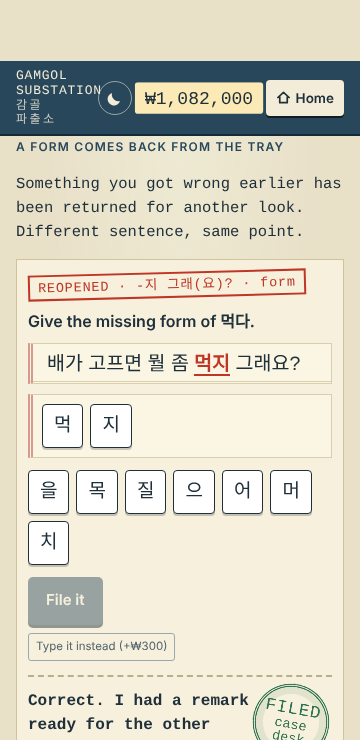 GAMGOL
SUBSTATION
감골
파출소
₩1,082,000
Home
A FORM COMES BACK FROM THE TRAY
Something you got wrong earlier has
been returned for another look.
Different sentence, same point.
REOPENED · -지 그래(요)? · form
Give the missing form of 먹다.
배가 고프면 뭘 좀 먹지 그래요?
먹 지
을 목 질 으 어 머
치
File it
Type it instead (+₩300)
Correct. I had a remark
ready for the other
FILED
case
desk